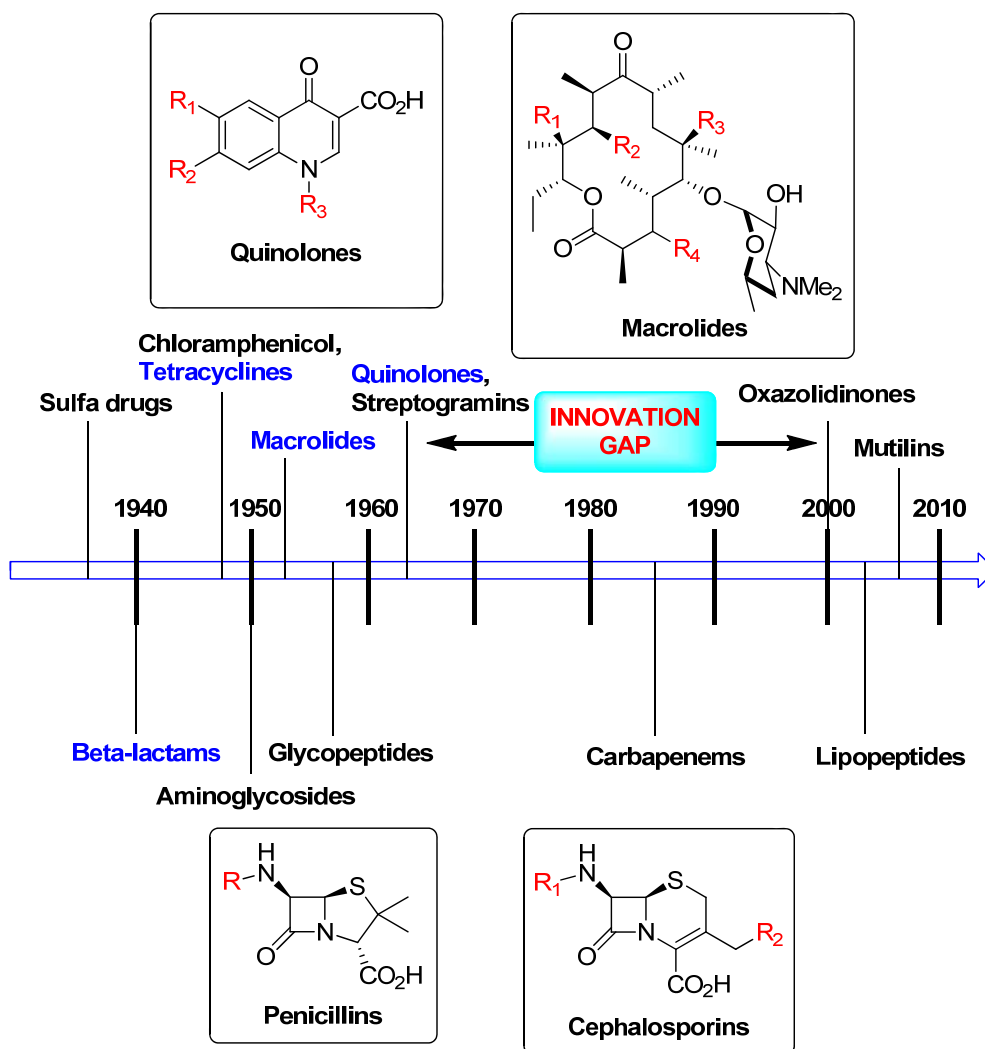 O
R1
CO2H
R2
N
R3
Quinolones
O
R1
R3
R2
O
O
O
OH
O
R4
NMe2
Macrolides
Chloramphenicol,
Tetracyclines
Quinolones,
Streptogramins
Sulfa drugs
Macrolides
INNOVATION
GAP
Oxazolidinones
Mutilins
1940
1950
1960
1970
1980
1990
2000
2010
Beta-lactams
Glycopeptides
Carbapenems
Lipopeptides
Aminoglycosides
H
R
N
S
N
O
CO2H
Penicillins
H
R1
N
S
N
O
R2
CO2H
Cephalosporins